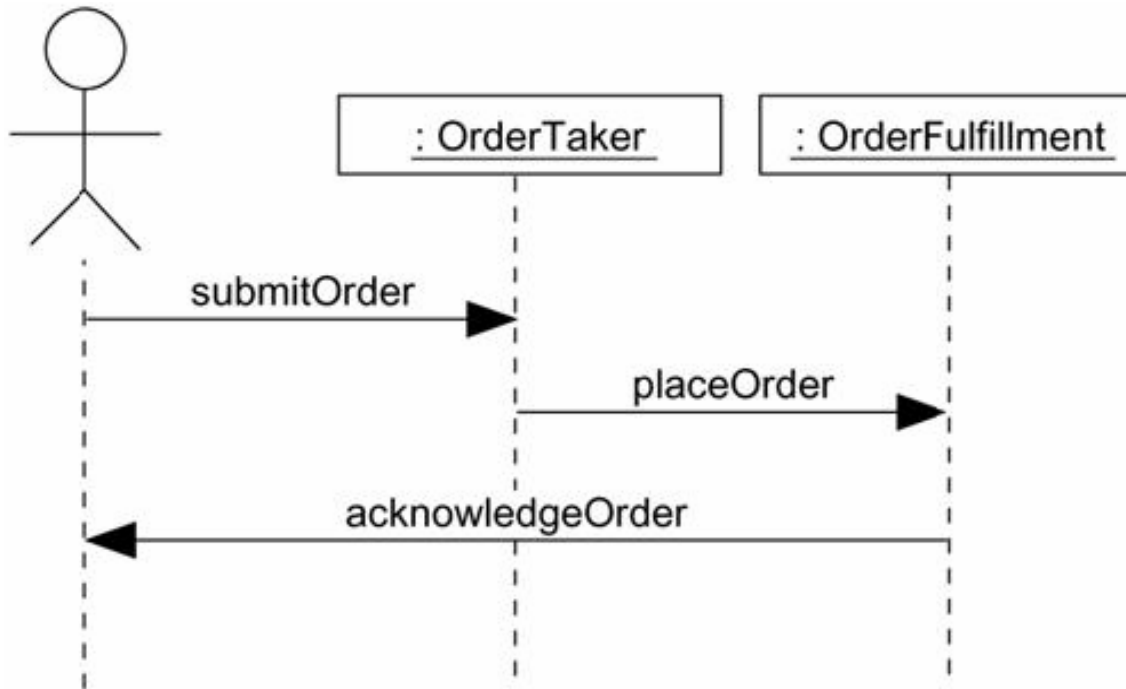 : OrderTaker
: OrderFulfillment
submitOrder
placeOrder
acknowledgeOrder